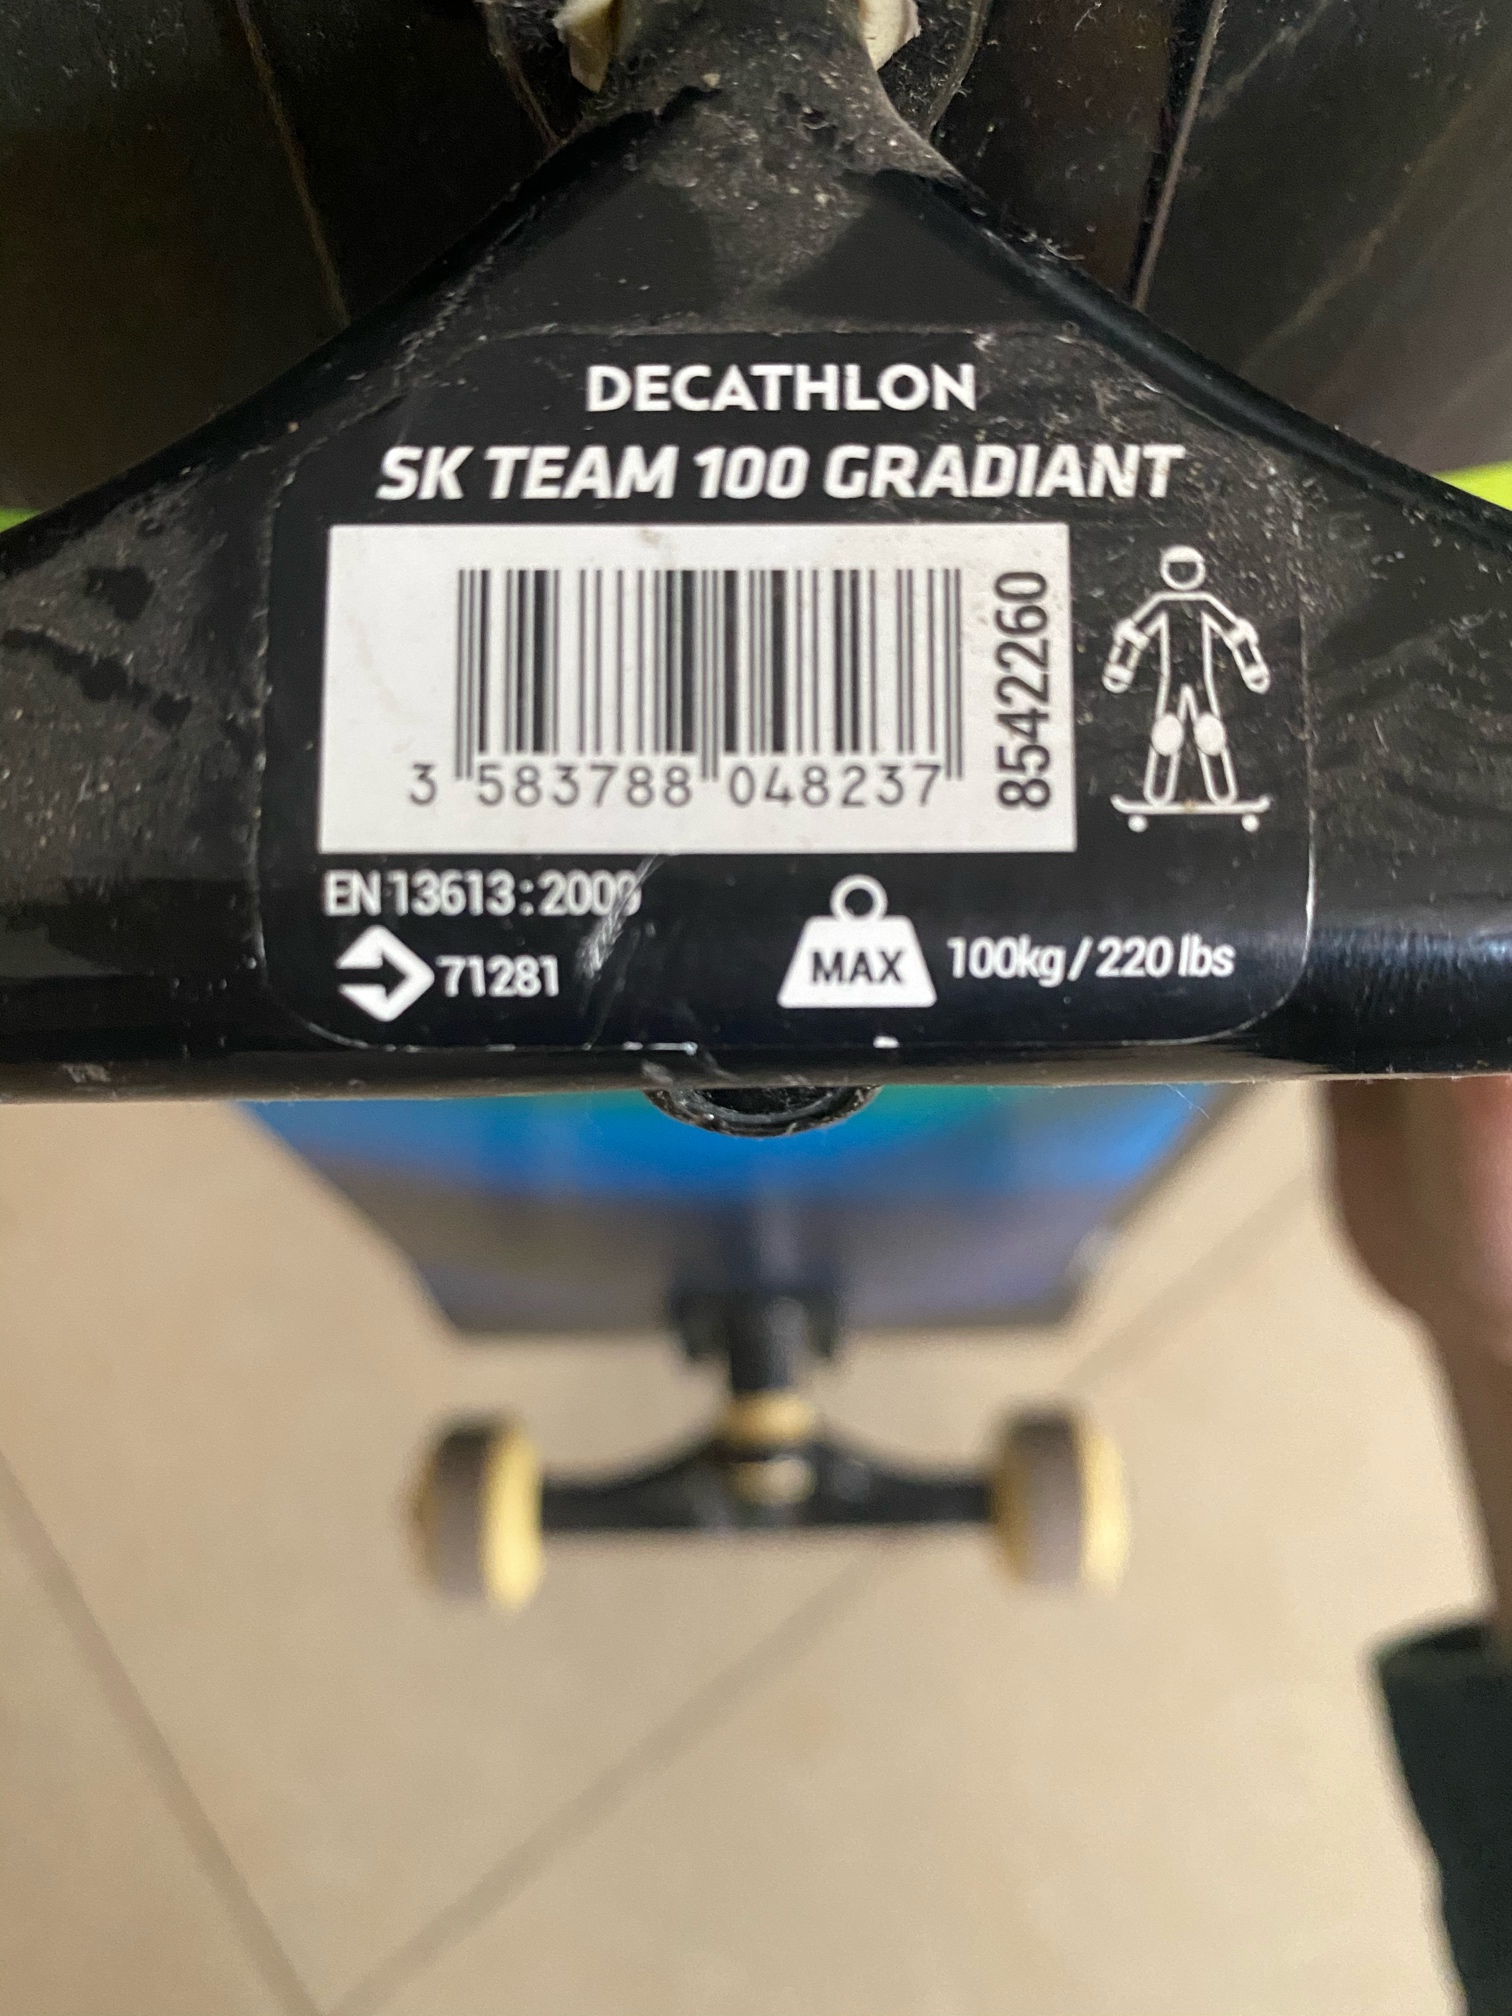 DECATHLON
SK TEAM 100 GRADIANT
3 583788 048237
8542260
EN 13613 : 2009
71281
MAX 100kg / 220 lbs